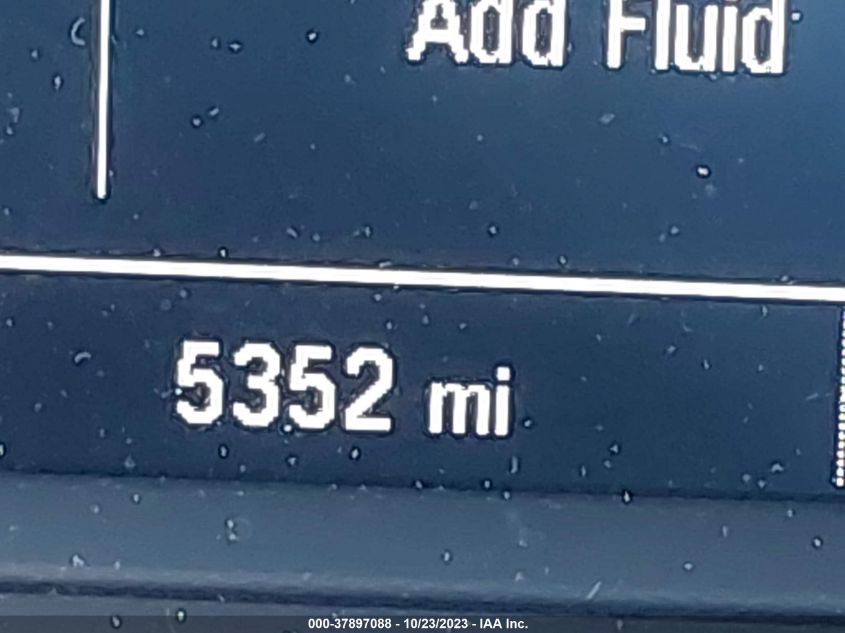 Add Fluid
5352 mi
000-37897088 - 10/23/2023 - IAA Inc.